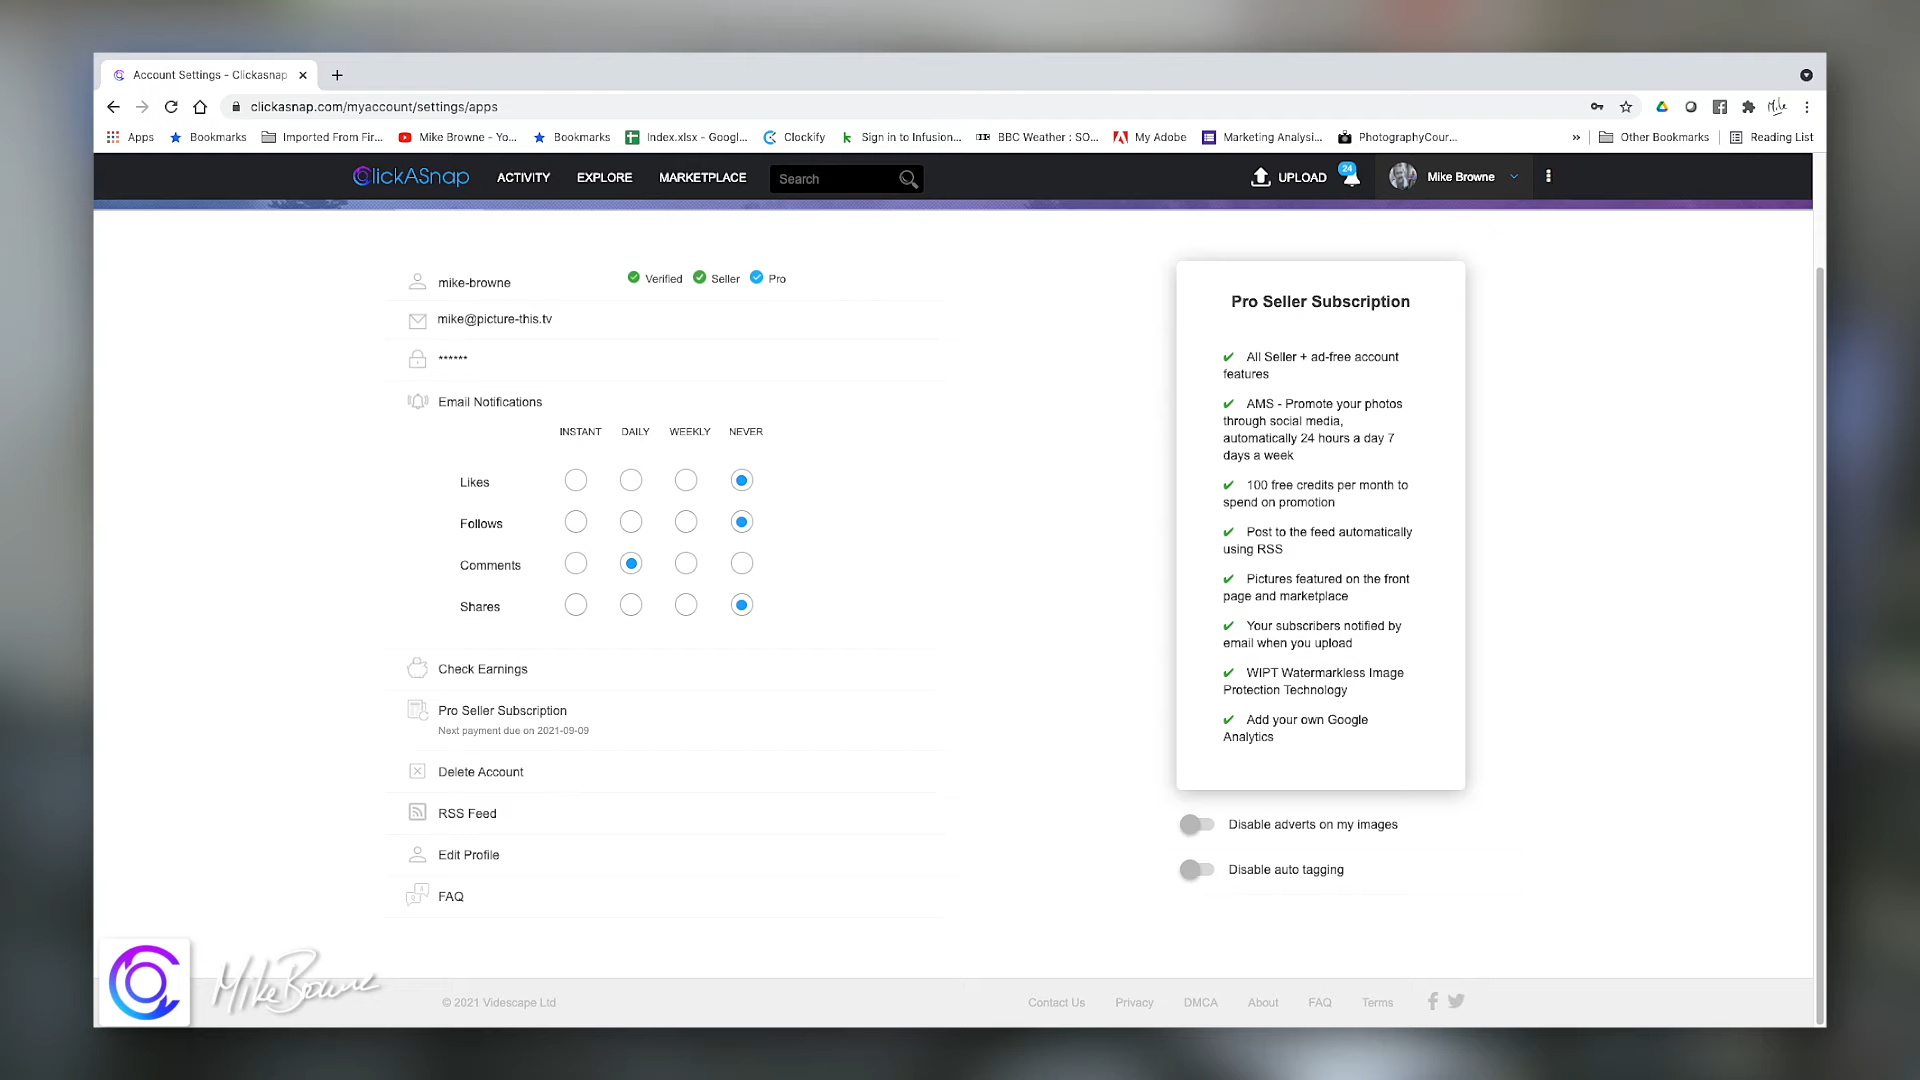 Account Settings - Clickasnap
clickasnap.com/myaccount/settings/apps
Apps Bookmarks Imported From Fir... Mike Browne - Yo... Bookmarks Index.xlsx - Googl... Clockify Sign in to Infusion... BBC Weather : SO... My Adobe Marketing Analysi... PhotographyCour... » Other Bookmarks Reading List
ClickASnap ACTIVITY EXPLORE MARKETPLACE Search UPLOAD 24 Mike Browne
mike-browne Verified Seller Pro
mike@picture-this.tv
******
Email Notifications
INSTANT DAILY WEEKLY NEVER
Likes
Follows
Comments
Shares
Check Earnings
Pro Seller Subscription
Next payment due on 2021-09-09
Delete Account
RSS Feed
Edit Profile
FAQ
Pro Seller Subscription
✔ All Seller + ad-free account
features
✔ AMS - Promote your photos
through social media,
automatically 24 hours a day 7
days a week
✔ 100 free credits per month to
spend on promotion
✔ Post to the feed automatically
using RSS
✔ Pictures featured on the front
page and marketplace
✔ Your subscribers notified by
email when you upload
✔ WIPT Watermarkless Image
Protection Technology
✔ Add your own Google
Analytics
Disable adverts on my images
Disable auto tagging
Mike Browne
© 2021 Videscape Ltd Contact Us Privacy DMCA About FAQ Terms